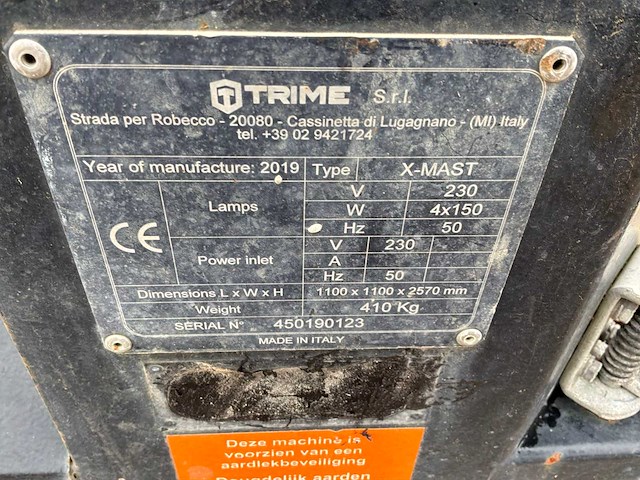 TRIME S.r.l.
Strada per Robecco - 20080 - Cassinetta di Lugagnano - (MI) Italy
tel. +39 02 9421724
Year of manufacture: 2019 Type X-MAST
Lamps V 230
W 4x150
Hz 50
CE
Power inlet V 230
A
Hz 50
Dimensions L x W x H 1100 x 1100 x 2570 mm
Weight 410 Kg
SERIAL N° 450190123
MADE IN ITALY
Deze machine is
voorzien van een
aardlekbeveiliging
Deugdelijk aarden